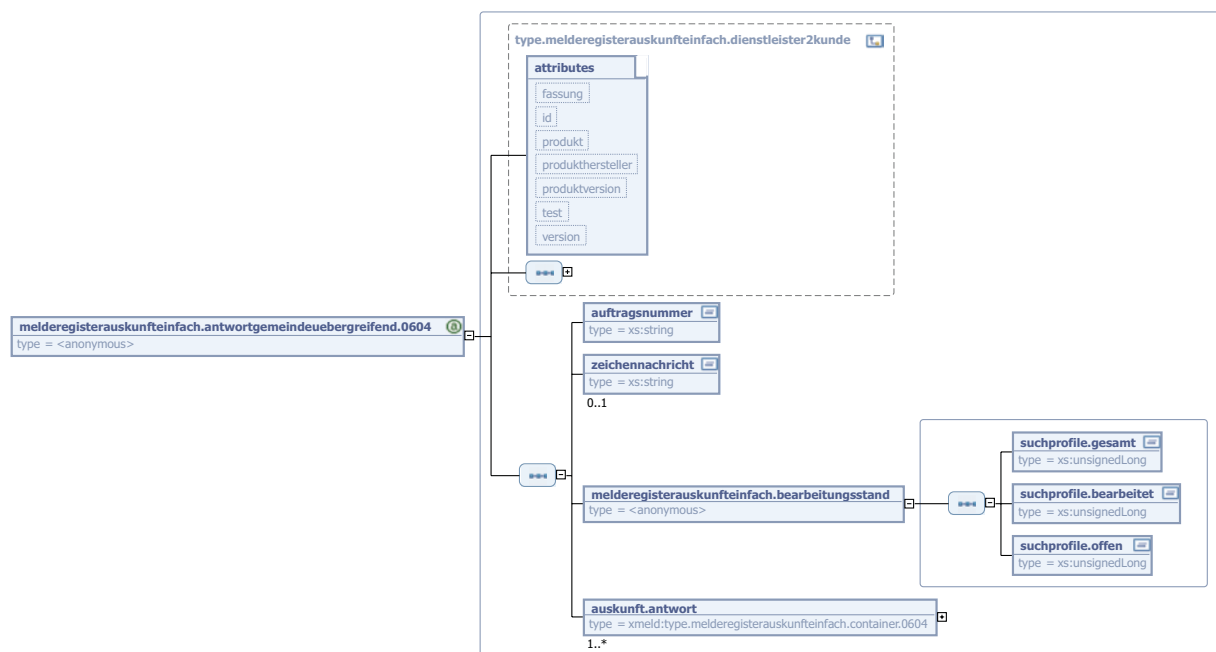 type.melderegisterauskunfteinfach.dienstleister2kunde
attributes
fassung
id
produkt
produkthersteller
produktversion
test
version
melderegisterauskunfteinfach.antwortgemeindeuebergreifend.0604
type = <anonymous>
auftragsnummer
type = xs:string
zeichennachricht
type = xs:string
0..1
melderegisterauskunfteinfach.bearbeitungsstand
type = <anonymous>
suchprofile.gesamt
type = xs:unsignedLong
suchprofile.bearbeitet
type = xs:unsignedLong
suchprofile.offen
type = xs:unsignedLong
auskunft.antwort
type = xmeld:type.melderegisterauskunfteinfach.container.0604
1..*